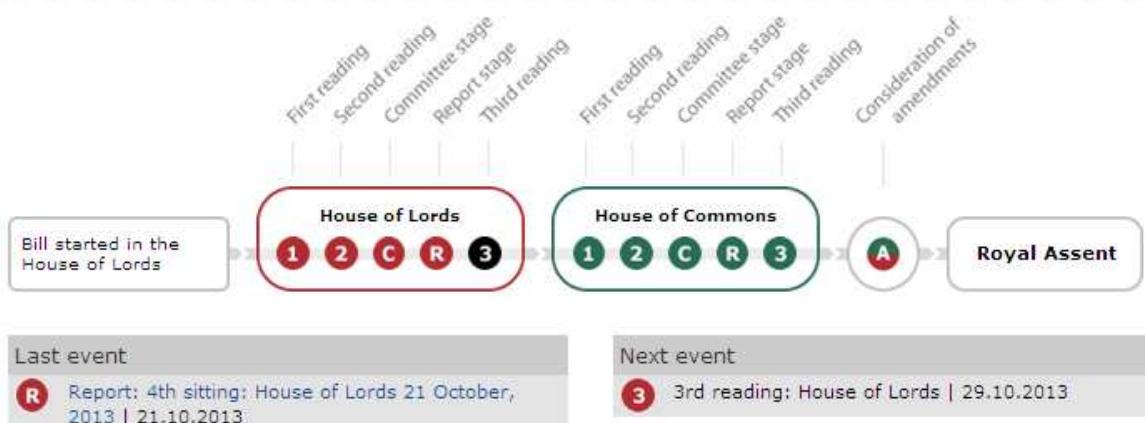 First reading
Second reading
Committee stage
Report stage
Third reading
First reading
Second reading
Committee stage
Report stage
Third reading
Consideration of
amendments
Bill started in the
House of Lords
House of Lords
1 2 C R 3
House of Commons
1 2 C R 3
A
Royal Assent
Last event
R Report: 4th sitting: House of Lords 21 October,
2013 | 21.10.2013
Next event
3 3rd reading: House of Lords | 29.10.2013